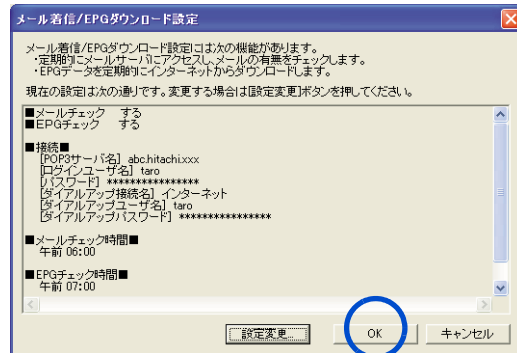 メール着信/EPGダウンロード設定
メール着信/EPGダウンロード設定には次の機能があります。
・定期的にメールサーバにアクセスし、メールの有無をチェックします。
・EPGデータを定期的にインターネットからダウンロードします。
現在の設定は次の通りです。変更する場合は[設定変更]ボタンを押してください。
■メールチェック する
■EPGチェック する
■接続■
[POP3サーバ名] abc.hitachi.xxx
[ログインユーザ名] taro
[パスワード] ****************
[ダイアルアップ接続名] インターネット
[ダイアルアップユーザ名] taro
[ダイアルアップパスワード] ****************
■メールチェック時間■
午前 06:00
■EPGチェック時間■
午前 07:00
設定変更... OK キャンセル